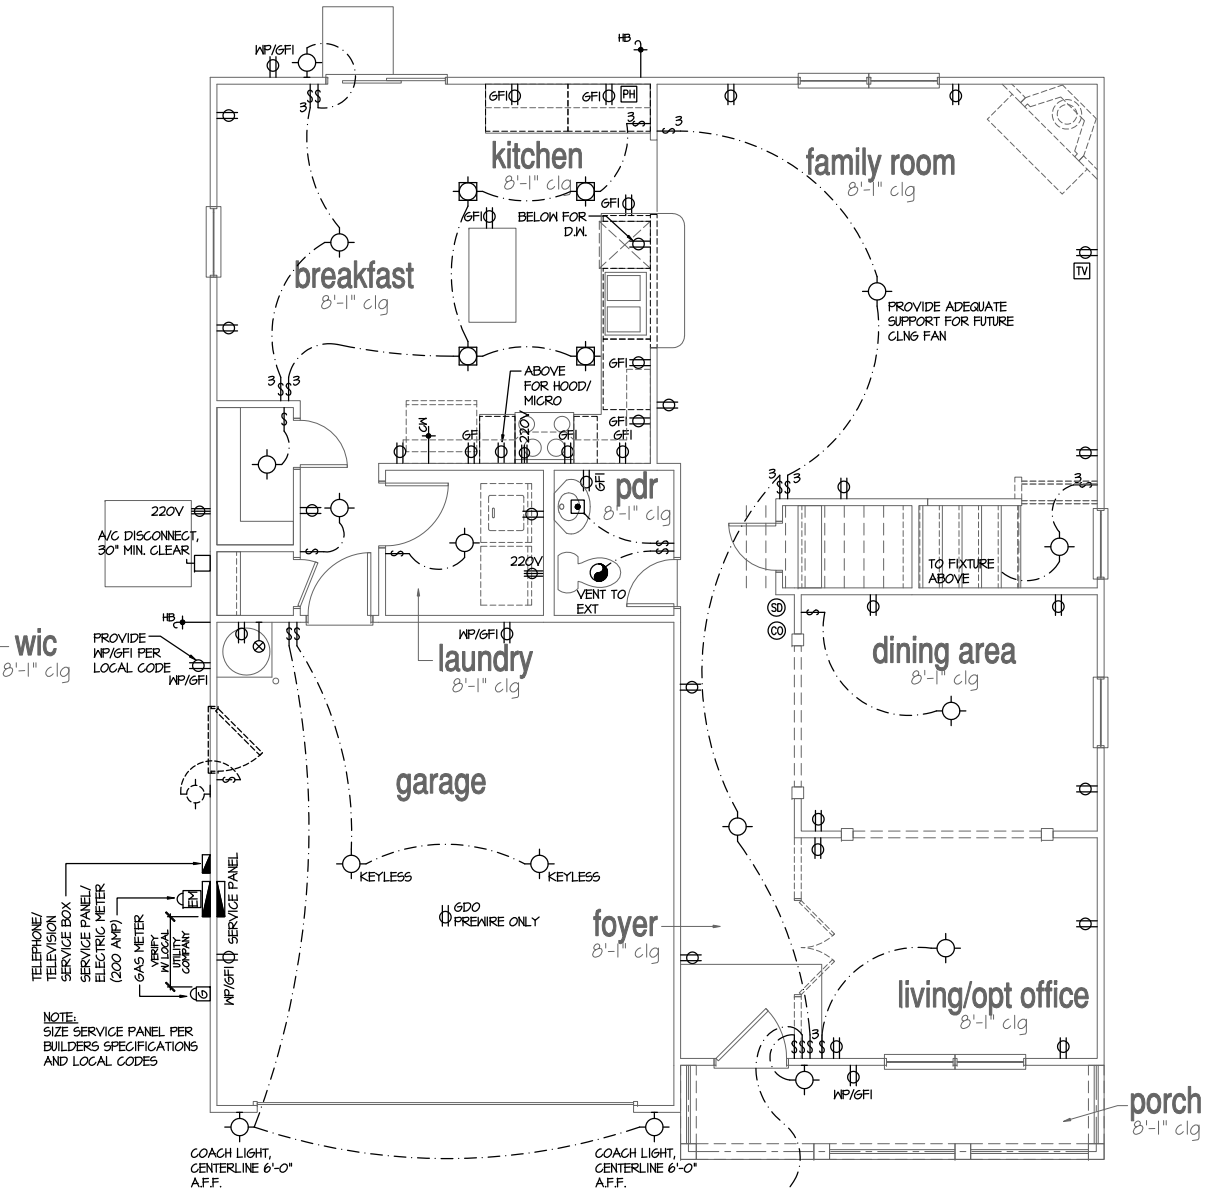 HB
WP/GFI
3
GFI
GFI
PH
3
3
kitchen
8'-1" clg
family room
8'-1" clg
GFI
GFI
BELOW FOR
D.W.
breakfast
8'-1" clg
TV
PROVIDE ADEQUATE
SUPPORT FOR FUTURE
CLNG FAN
3
3
ABOVE
FOR HOOD/
MICRO
GFI
CW
220V
GFI
GFI
GFI
GFI
GFI
pdr
8'-1" clg
3
3
3
220V
A/C DISCONNECT,
30" MIN. CLEAR
220V
VENT TO
EXT
TO FIXTURE
ABOVE
HB
SD
CO
wic
8'-1" clg
PROVIDE
WP/GFI PER
LOCAL CODE
WP/GFI
WP/GFI
laundry
8'-1" clg
dining area
8'-1" clg
garage
KEYLESS
KEYLESS
GDO
PREWIRE ONLY
TELEPHONE/
TELEVISION
SERVICE BOX
SERVICE PANEL/
ELECTRIC METER
(200 AMP)
GAS METER
VERIFY
W/ LOCAL
UTILITY
COMPANY
EM
G
SERVICE PANEL
WP/GFI
foyer
8'-1" clg
living/opt office
8'-1" clg
NOTE:
SIZE SERVICE PANEL PER
BUILDERS SPECIFICATIONS
AND LOCAL CODES
3
WP/GFI
porch
8'-1" clg
COACH LIGHT,
CENTERLINE 6'-0"
A.F.F.
COACH LIGHT,
CENTERLINE 6'-0"
A.F.F.